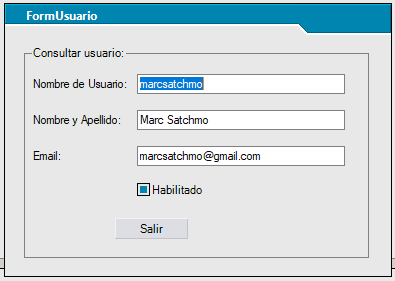 FormUsuario
Consultar usuario:
Nombre de Usuario: marcsatchmo
Nombre y Apellido: Marc Satchmo
Email: marcsatchmo@gmail.com
Habilitado
Salir